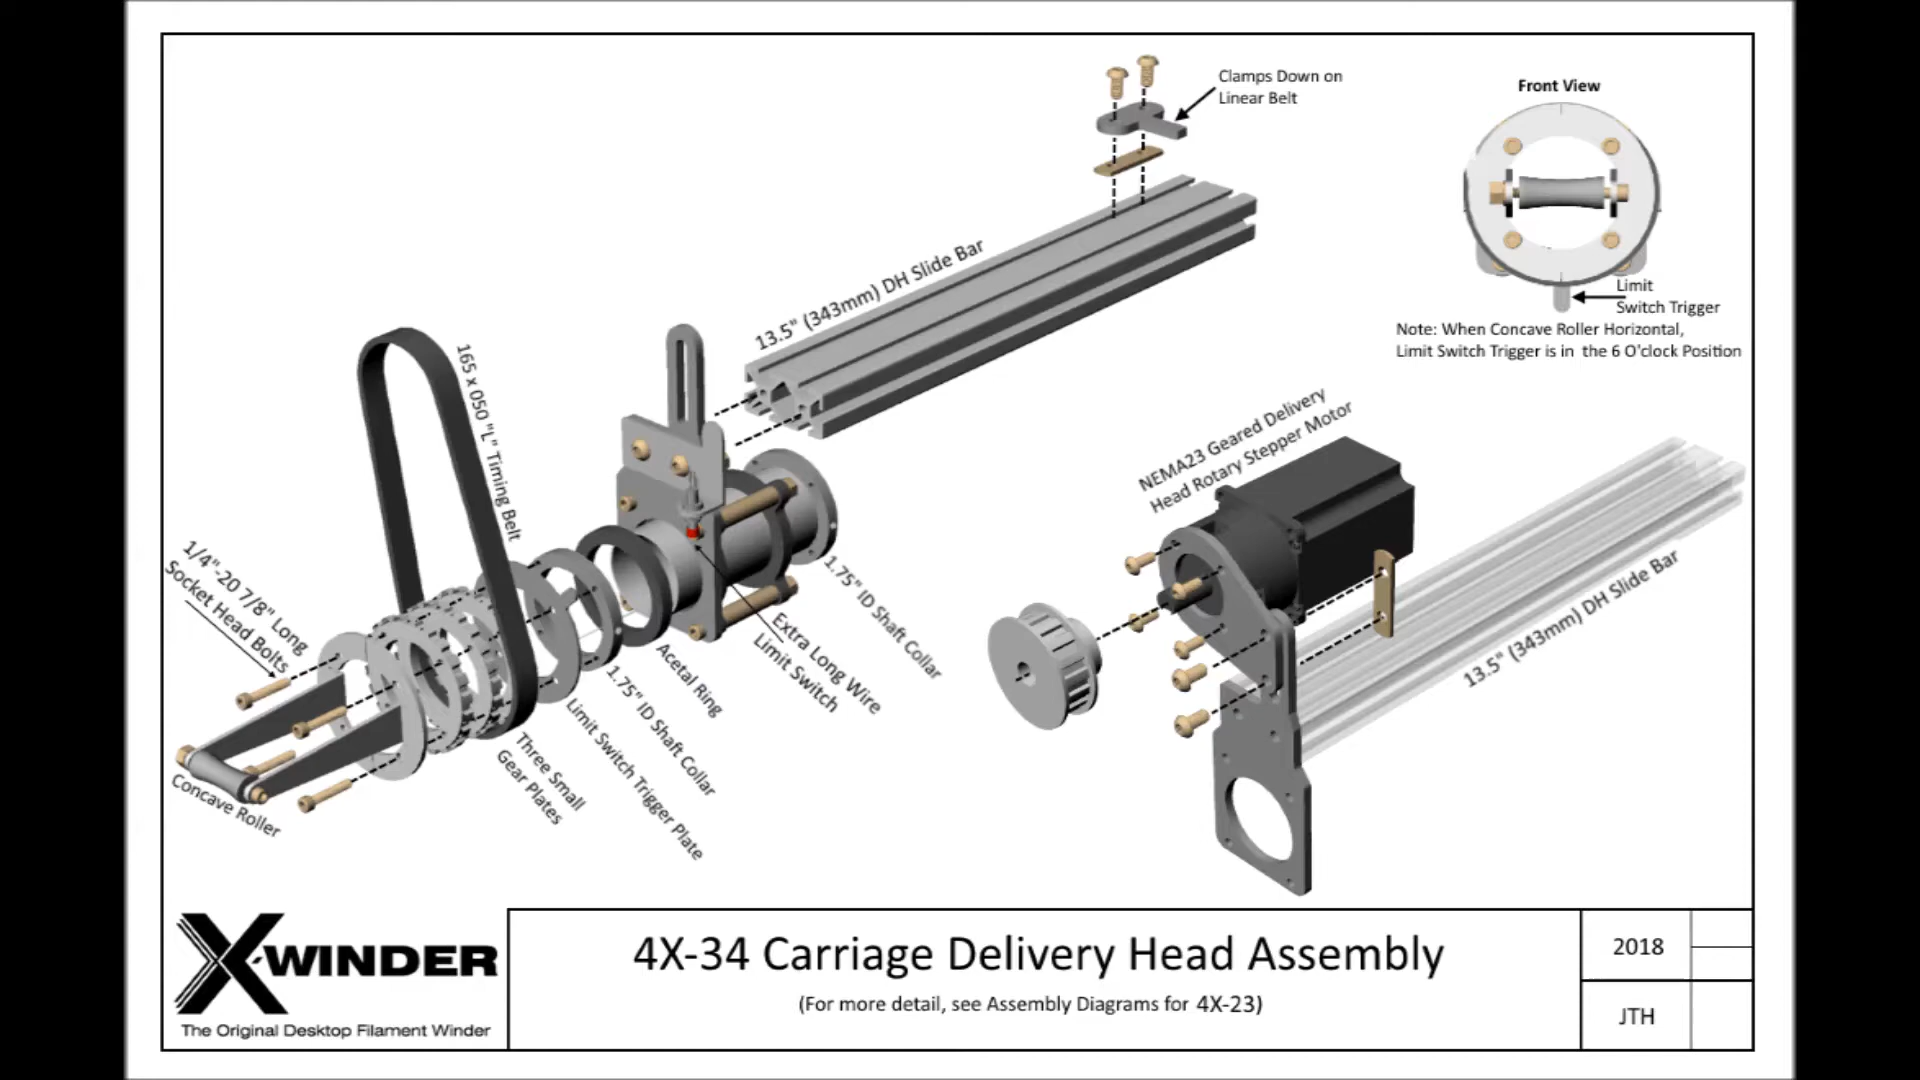 Clamps Down on
Linear Belt
Front View
Limit
Switch Trigger
Note: When Concave Roller Horizontal,
Limit Switch Trigger is in the 6 O'clock Position
13.5" (343mm) DH Slide Bar
165 x 050 "L" Timing Belt
NEMA23 Geared Delivery
Head Rotary Stepper Motor
1/4"-20 7/8" Long
Socket Head Bolts
1.75" ID Shaft Collar
Extra Long Wire
Limit Switch
Acetal Ring
1.75" ID Shaft Collar
Limit Switch Trigger Plate
Three Small
Gear Plates
Concave Roller
13.5" (343mm) DH Slide Bar
X-WINDER
The Original Desktop Filament Winder
4X-34 Carriage Delivery Head Assembly
(For more detail, see Assembly Diagrams for 4X-23)
2018
JTH